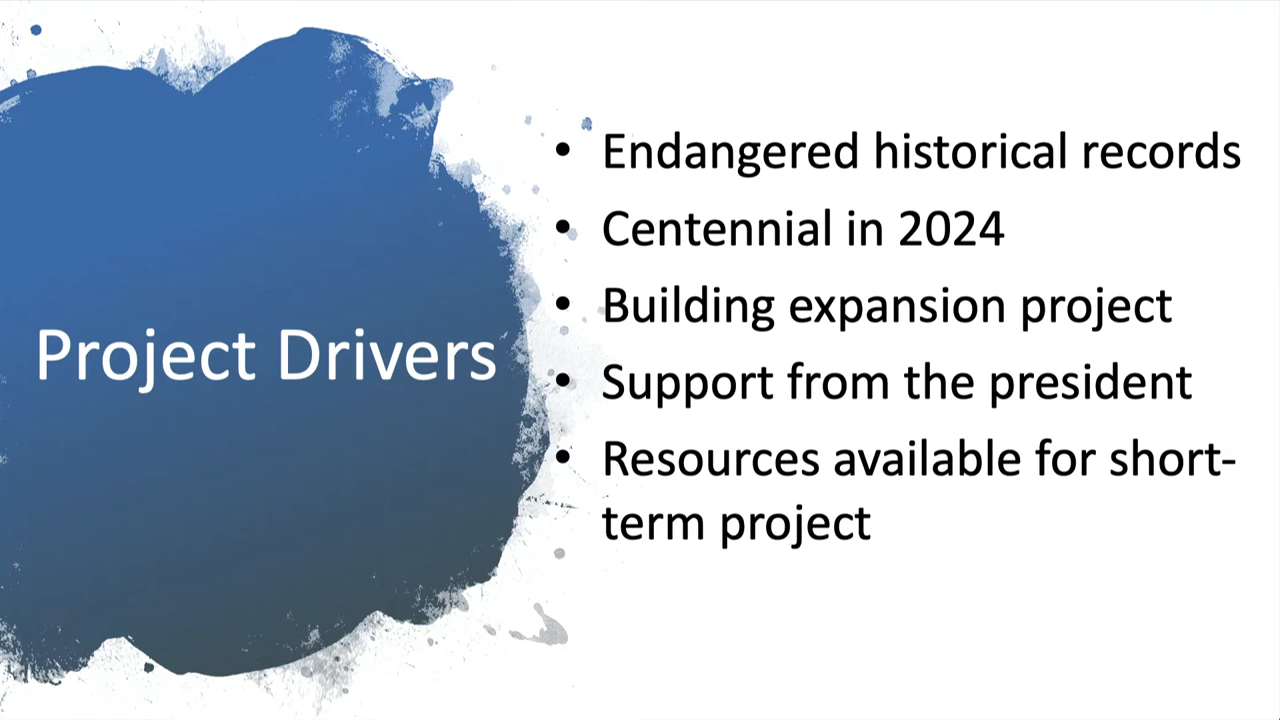 Project Drivers
• Endangered historical records
• Centennial in 2024
• Building expansion project
• Support from the president
• Resources available for short-
term project